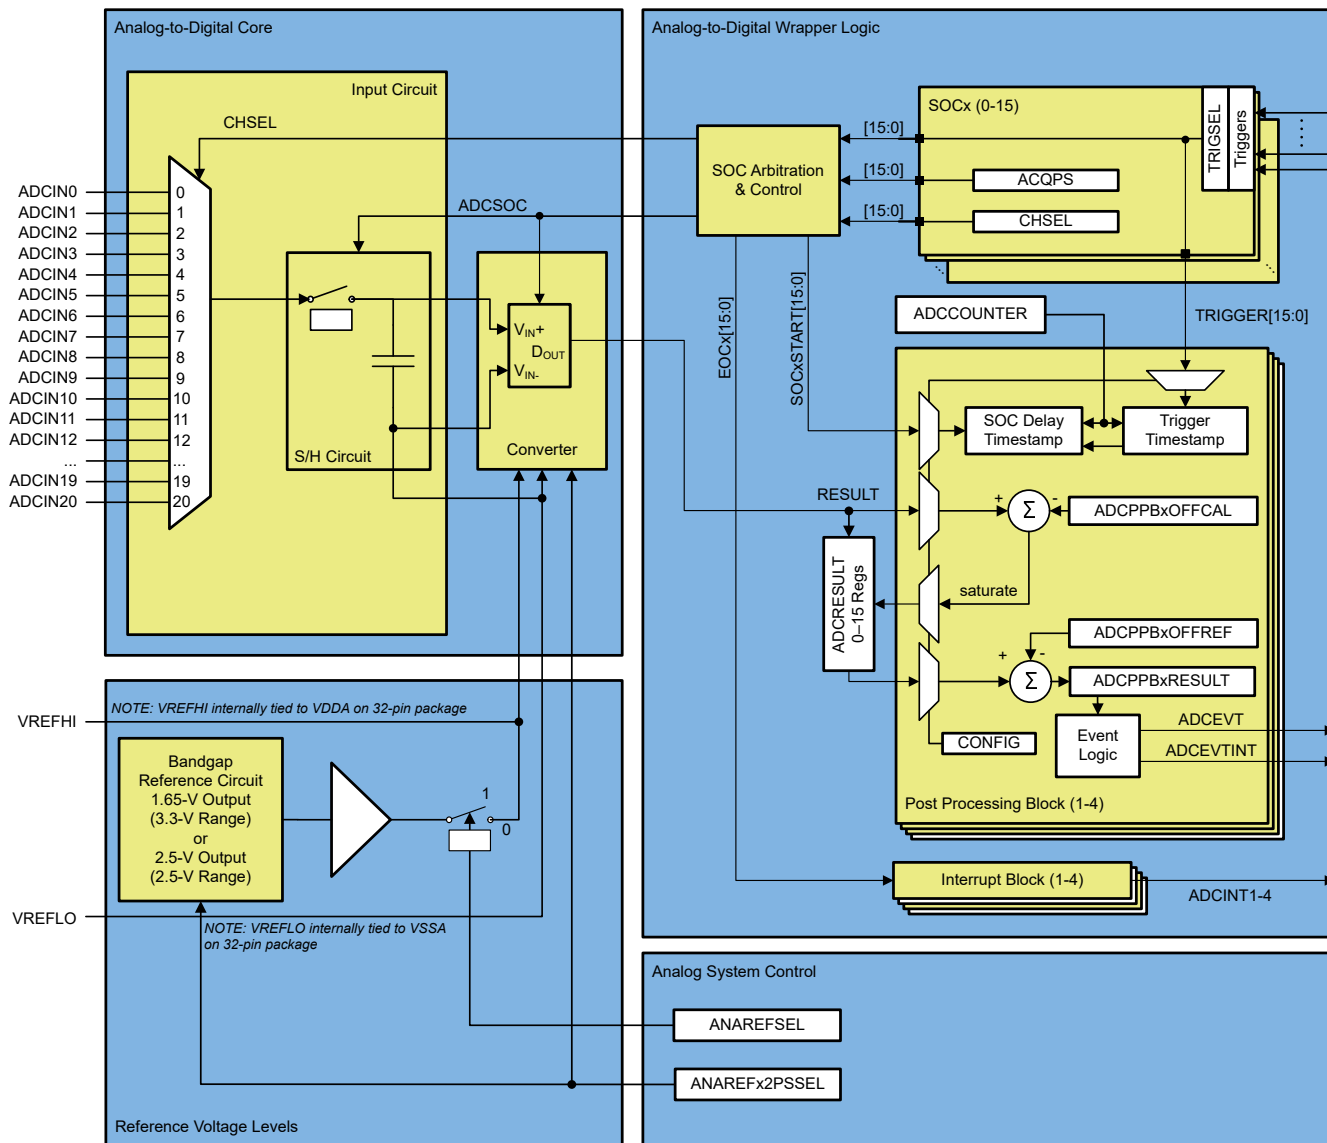 Analog-to-Digital Core
Input Circuit
CHSEL
ADCIN0
ADCIN1
ADCIN2
ADCIN3
ADCIN4
ADCIN5
ADCIN6
ADCIN7
ADCIN8
ADCIN9
ADCIN10
ADCIN11
ADCIN12
...
ADCIN19
ADCIN20
0
1
2
3
4
5
6
7
8
9
10
11
12
...
19
20
ADCSOC
S/H Circuit
VIN+
DOUT
VIN-
Converter
Analog-to-Digital Wrapper Logic
SOCx (0-15)
TRIGSEL
Triggers
[15:0]
[15:0]
[15:0]
SOC Arbitration
& Control
ACQPS
CHSEL
EOCx[15:0]
SOCxSTART[15:0]
ADCCOUNTER
TRIGGER[15:0]
SOC Delay
Timestamp
Trigger
Timestamp
RESULT
+
-
Σ
ADCPPBxOFFCAL
ADCRESULT
0–15 Regs
saturate
ADCPPBxOFFREF
+
-
Σ
ADCPPBxRESULT
CONFIG
Event
Logic
ADCEVT
ADCEVTINT
Post Processing Block (1-4)
Interrupt Block (1-4)
ADCINT1-4
VREFHI
NOTE: VREFHI internally tied to VDDA on 32-pin package
Bandgap
Reference Circuit
1.65-V Output
(3.3-V Range)
or
2.5-V Output
(2.5-V Range)
1
0
VREFLO
NOTE: VREFLO internally tied to VSSA
on 32-pin package
Reference Voltage Levels
Analog System Control
ANAREFSEL
ANAREFx2PSSEL